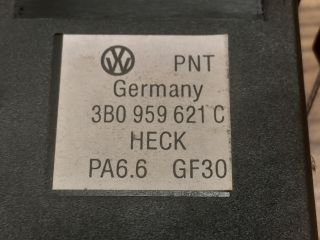 PNT
Germany
3B0 959 621 C
HECK
PA6.6 GF30